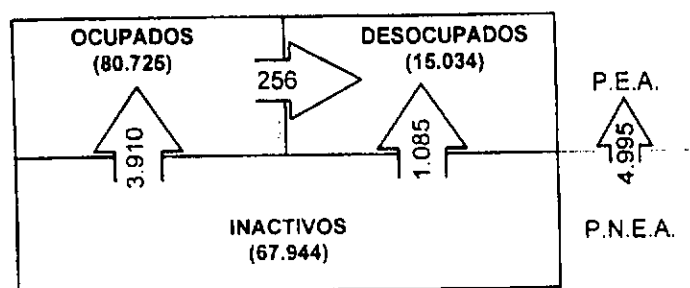 OCUPADOS
(80.725)
256
DESOCUPADOS
(15.034)
P.E.A.
3.910
1.085
4.995
INACTIVOS
(67.944)
P.N.E.A.